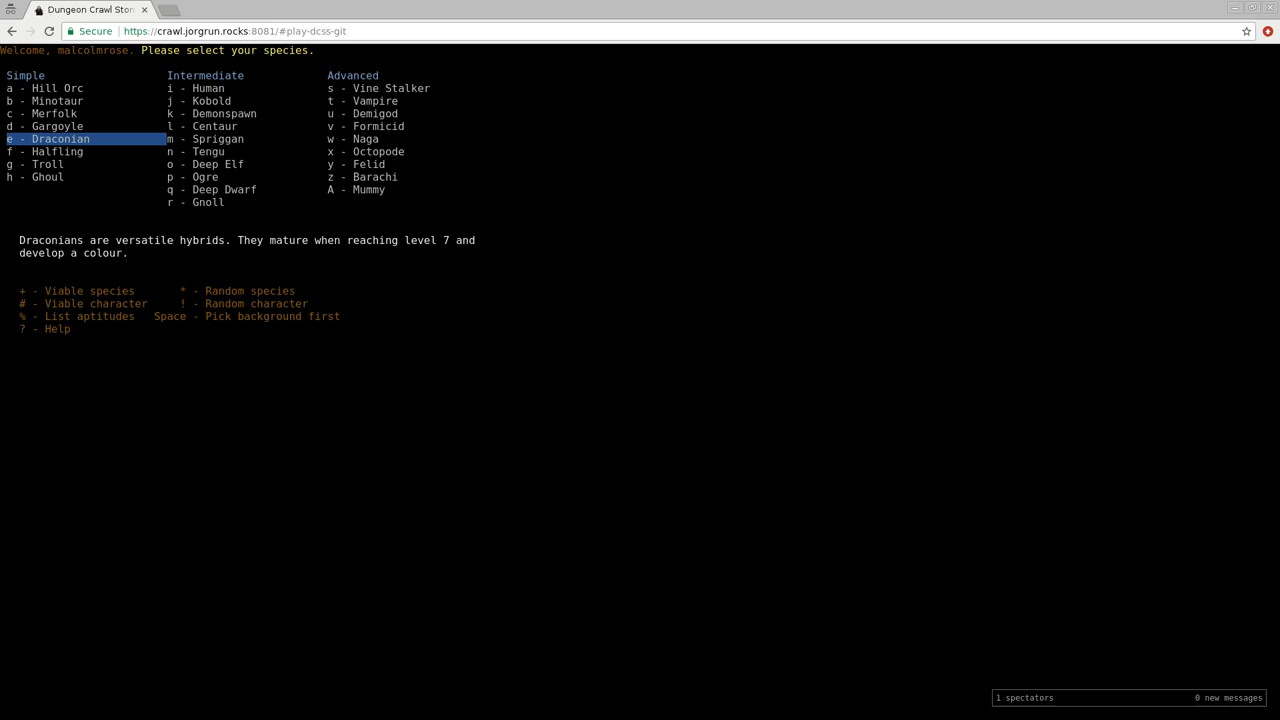 Dungeon Crawl Ston
Secure https://crawl.jorgrun.rocks:8081/#play-dcss-git
Welcome, malcolmrose. Please select your species.
Simple Intermediate Advanced
a - Hill Orc i - Human s - Vine Stalker
b - Minotaur j - Kobold t - Vampire
c - Merfolk k - Demonspawn u - Demigod
d - Gargoyle l - Centaur v - Formicid
e - Draconian m - Spriggan w - Naga
f - Halfling n - Tengu x - Octopode
g - Troll o - Deep Elf y - Felid
h - Ghoul p - Ogre z - Barachi
q - Deep Dwarf A - Mummy
r - Gnoll
Draconians are versatile hybrids. They mature when reaching level 7 and
develop a colour.
+ - Viable species * - Random species
# - Viable character ! - Random character
% - List aptitudes Space - Pick background first
? - Help
1 spectators 0 new messages